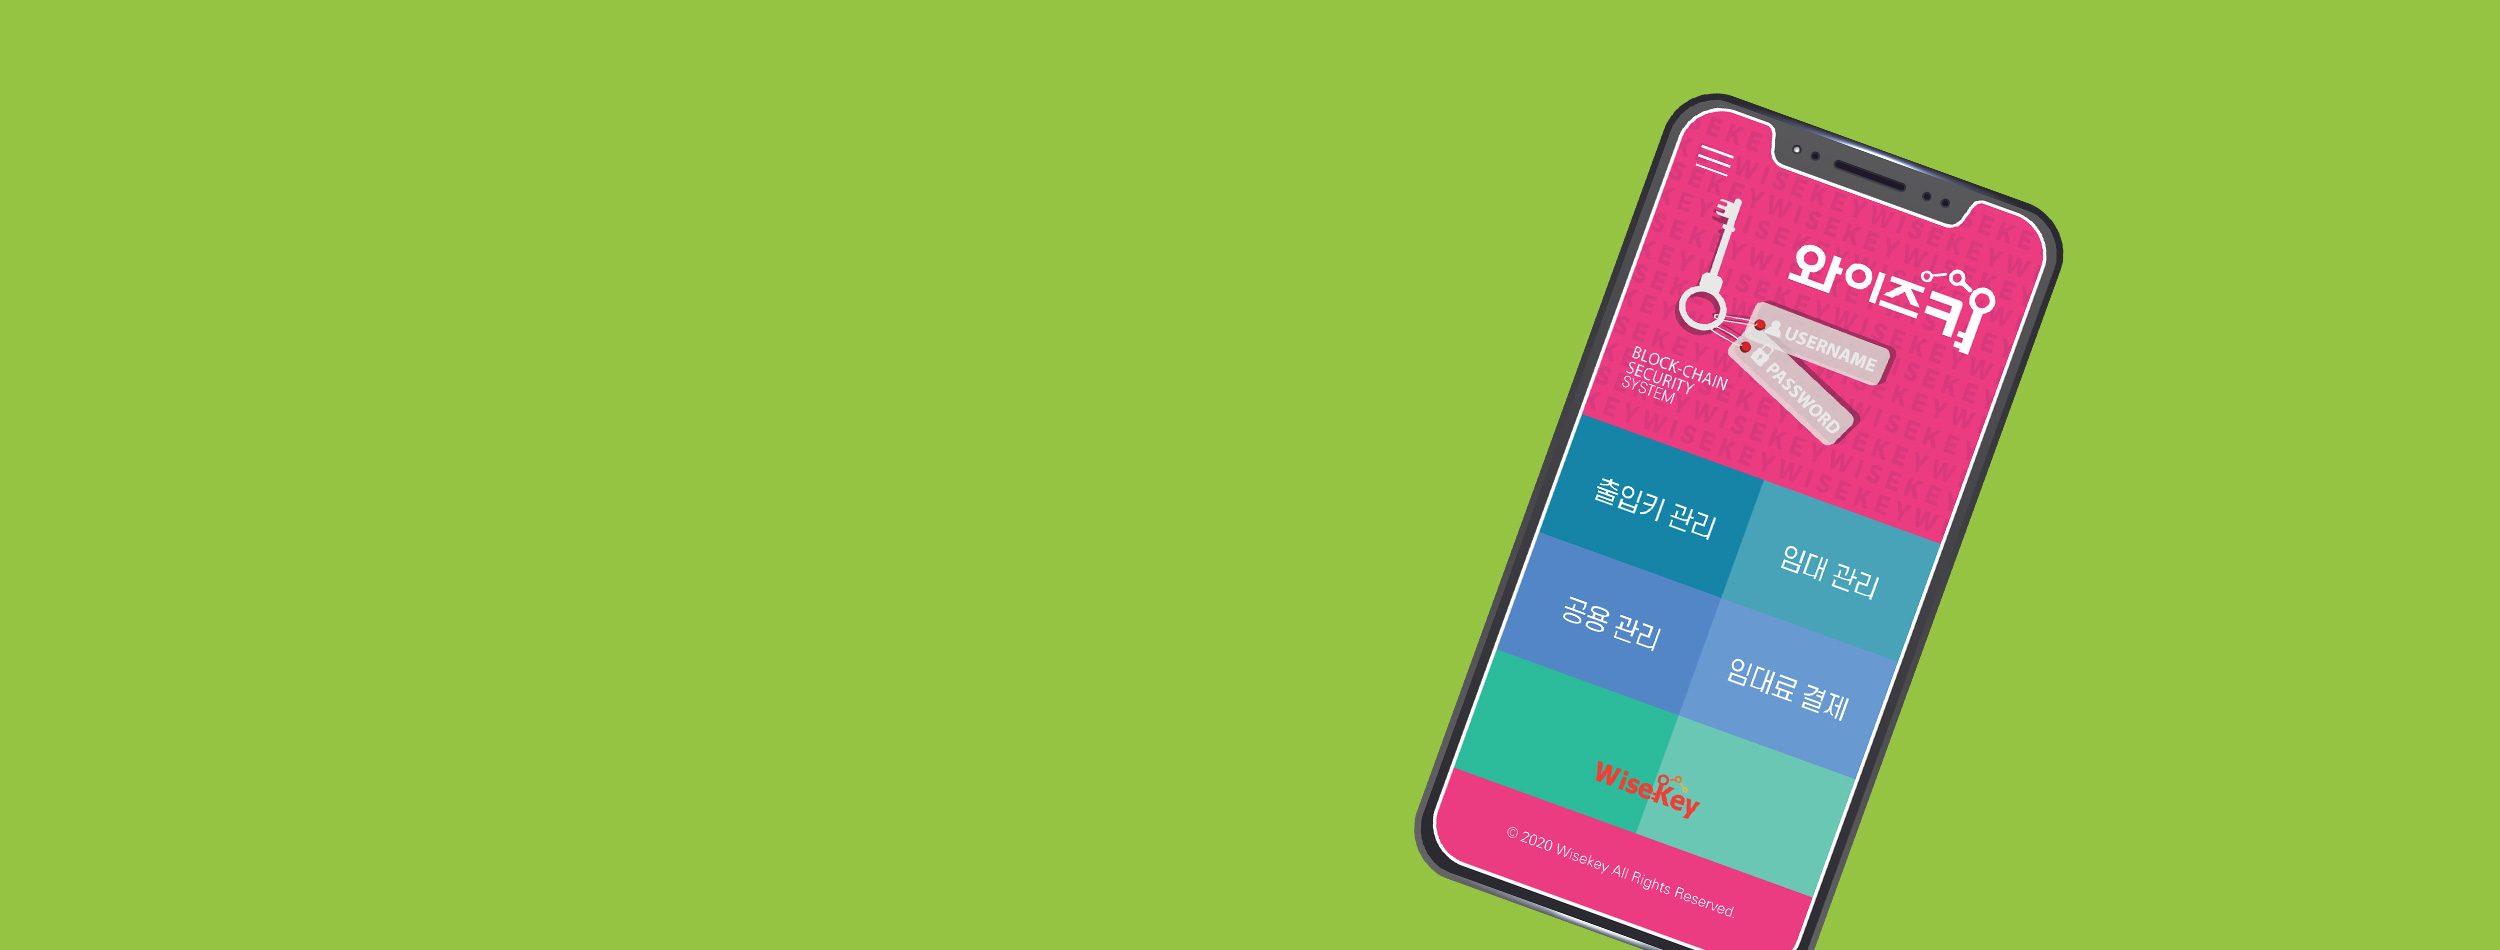 와이즈키
USERNAME
PASSWORD
BLOCK-CHAIN
SECURITY
SYSTEM
출입키 관리
임대 관리
공용 관리
임대료 결제
WiseKey
© 2020 Wisekey All Rights Reserved.